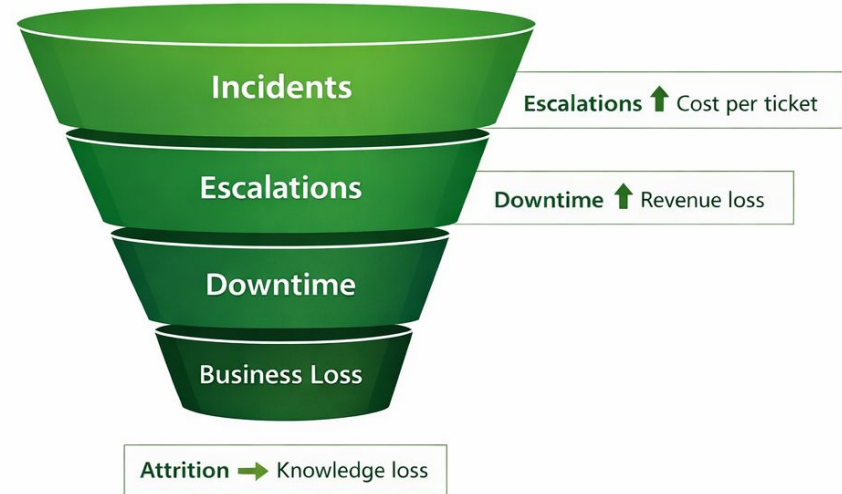 Incidents
Escalations ⬆ Cost per ticket
Escalations
Downtime ⬆ Revenue loss
Downtime
Business Loss
Attrition ➡ Knowledge loss